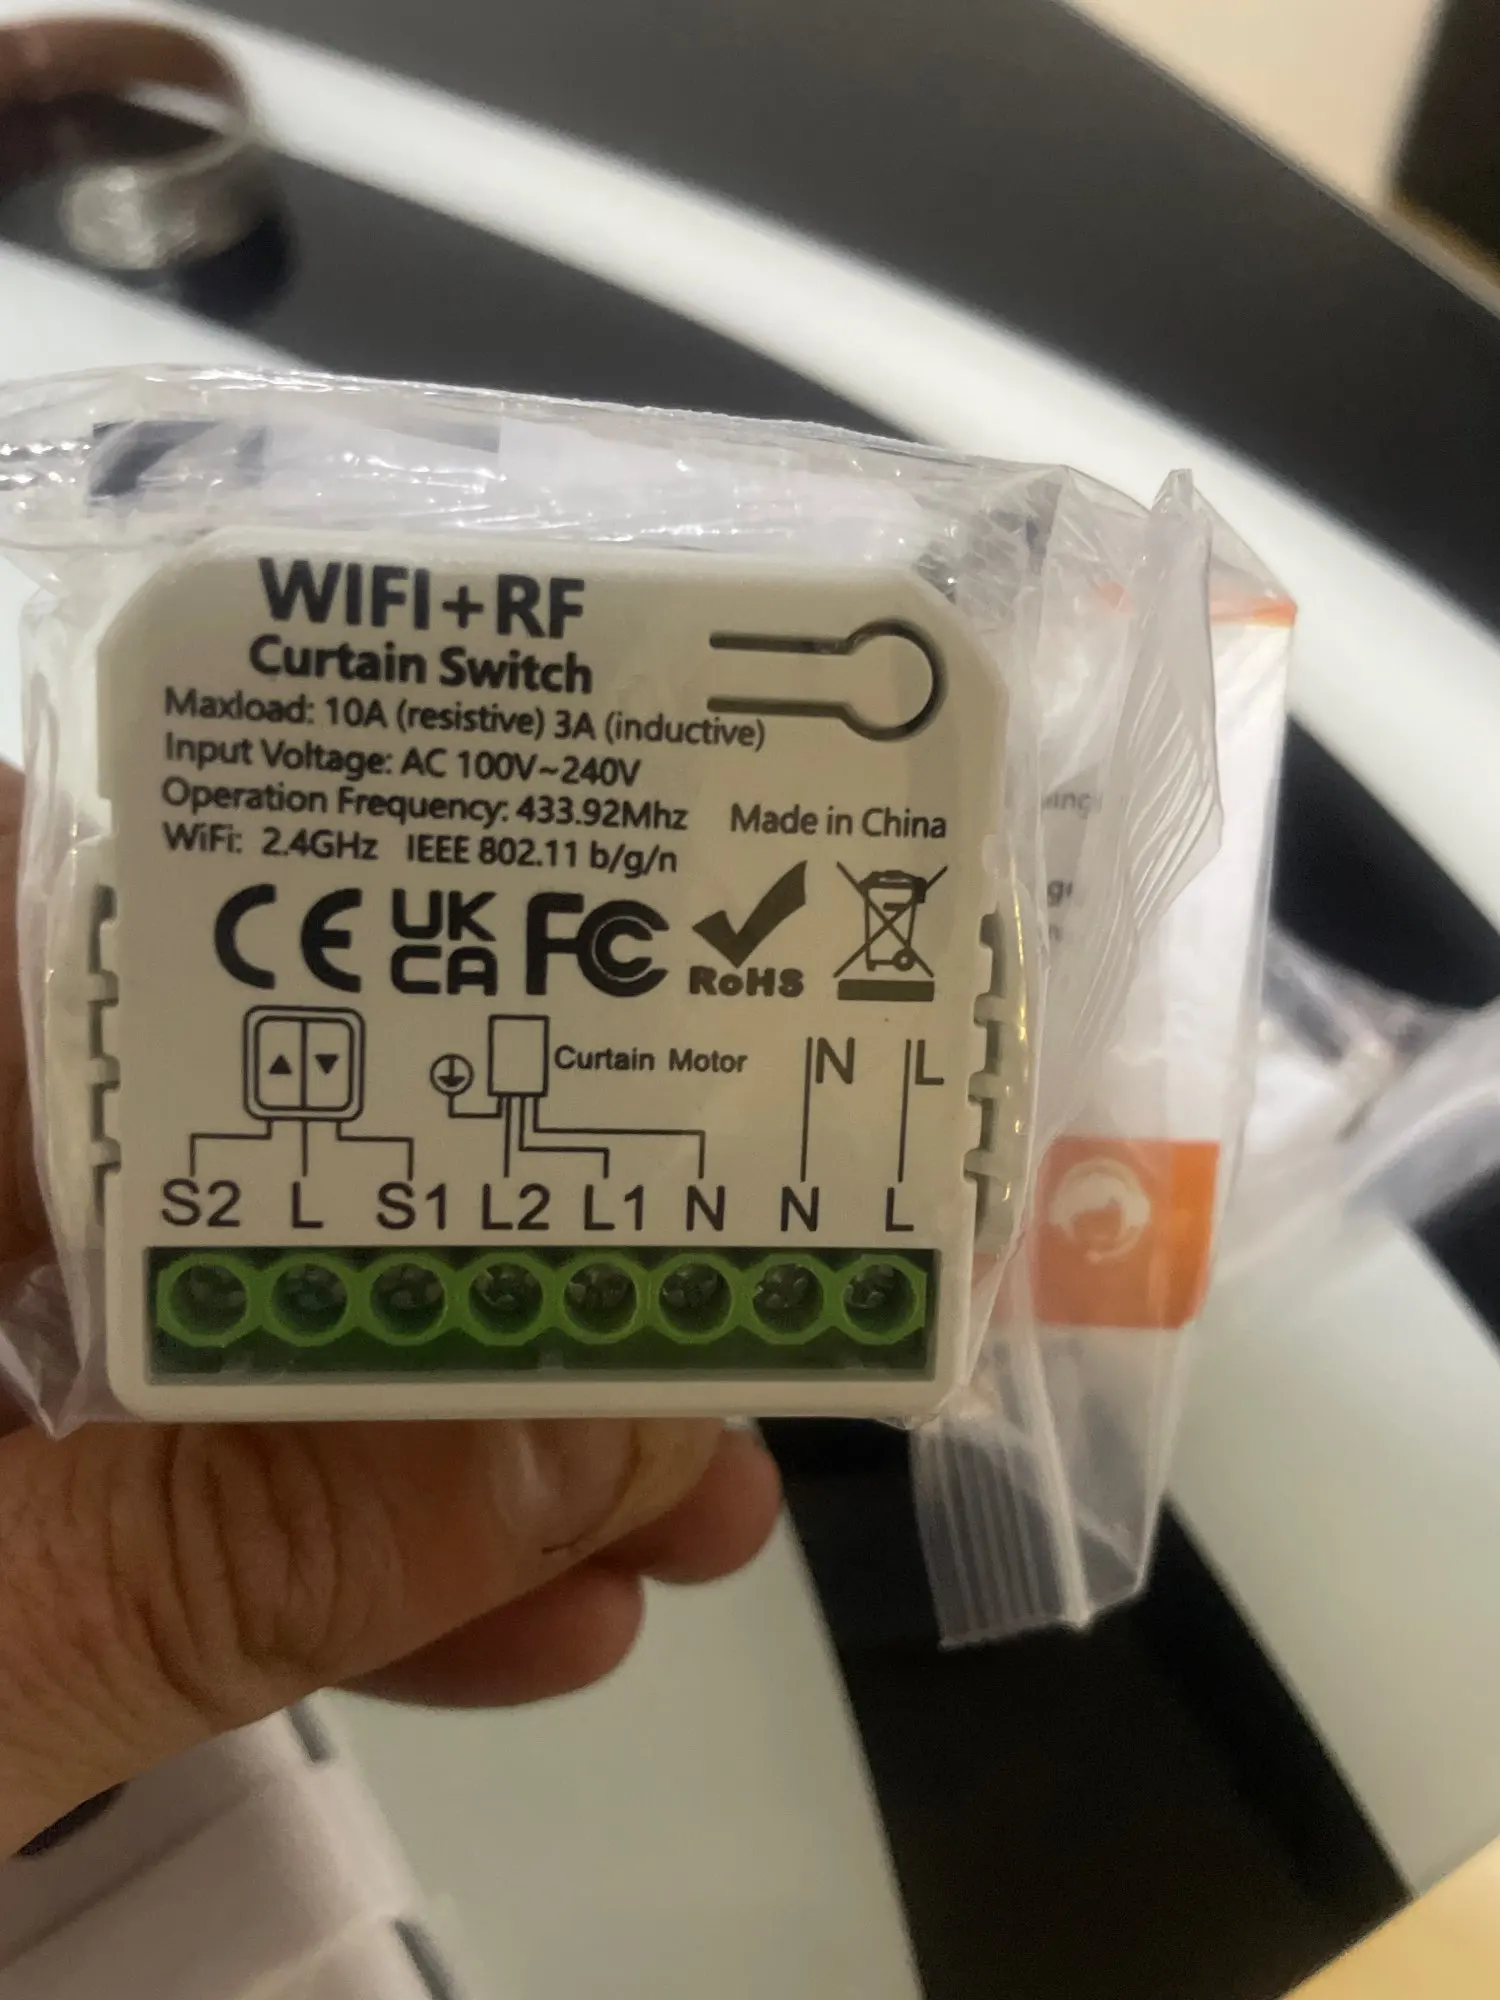 WIFI+RF
Curtain Switch
Maxload: 10A (resistive) 3A (inductive)
Input Voltage: AC 100V~240V
Operation Frequency: 433.92Mhz
Made in China
WiFi: 2.4GHz IEEE 802.11 b/g/n
CE UK CA FC RoHS
Curtain Motor
N L
S2 L S1 L2 L1 N N L